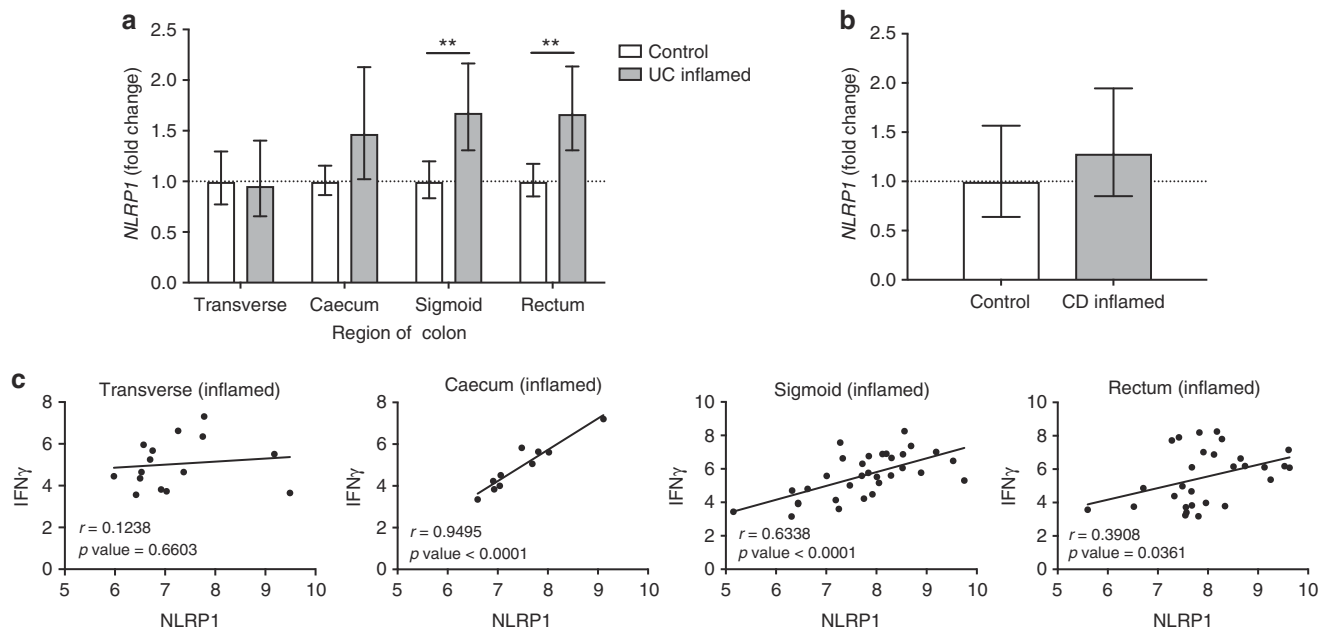 a
2.5
2.0
1.5
1.0
0.5
0.0
NLRP1 (fold change)
** **
Control
UC inflamed
Transverse Caecum Sigmoid Rectum
Region of colon
b
2.5
2.0
1.5
1.0
0.5
0.0
NLRP1 (fold change)
Control CD inflamed
c
Transverse (inflamed)
8
6
4
2
0
IFNγ
r = 0.1238
p value = 0.6603
5 6 7 8 9 10
NLRP1
Caecum (inflamed)
8
6
4
2
0
IFNγ
r = 0.9495
p value < 0.0001
5 6 7 8 9 10
NLRP1
Sigmoid (inflamed)
10
8
6
4
2
0
IFNγ
r = 0.6338
p value < 0.0001
5 6 7 8 9 10
NLRP1
Rectum (inflamed)
10
8
6
4
2
0
IFNγ
r = 0.3908
p value = 0.0361
5 6 7 8 9 10
NLRP1